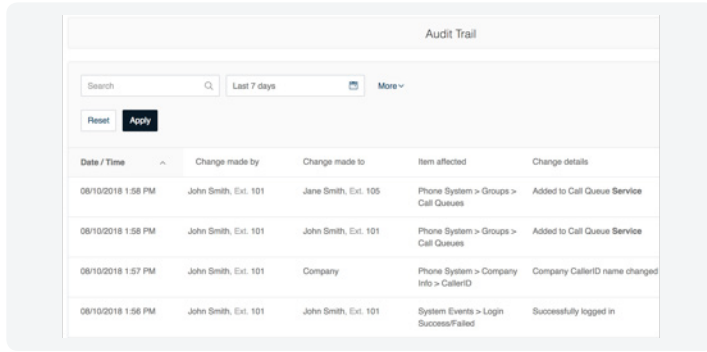 Audit Trail
Search
Last 7 days
More
Reset
Apply
Date / Time
Change made by
Change made to
Item affected
Change details
08/10/2018 1:58 PM
John Smith, Ext. 101
Jane Smith, Ext. 105
Phone System > Groups >
Call Queues
Added to Call Queue Service
08/10/2018 1:58 PM
John Smith, Ext. 101
John Smith, Ext. 101
Phone System > Groups >
Call Queues
Added to Call Queue Service
08/10/2018 1:57 PM
John Smith, Ext. 101
Company
Phone System > Company
Info > CallerID
Company CallerID name changed
08/10/2018 1:56 PM
John Smith, Ext. 101
John Smith, Ext. 101
System Events > Login
Success/Failed
Successfully logged in